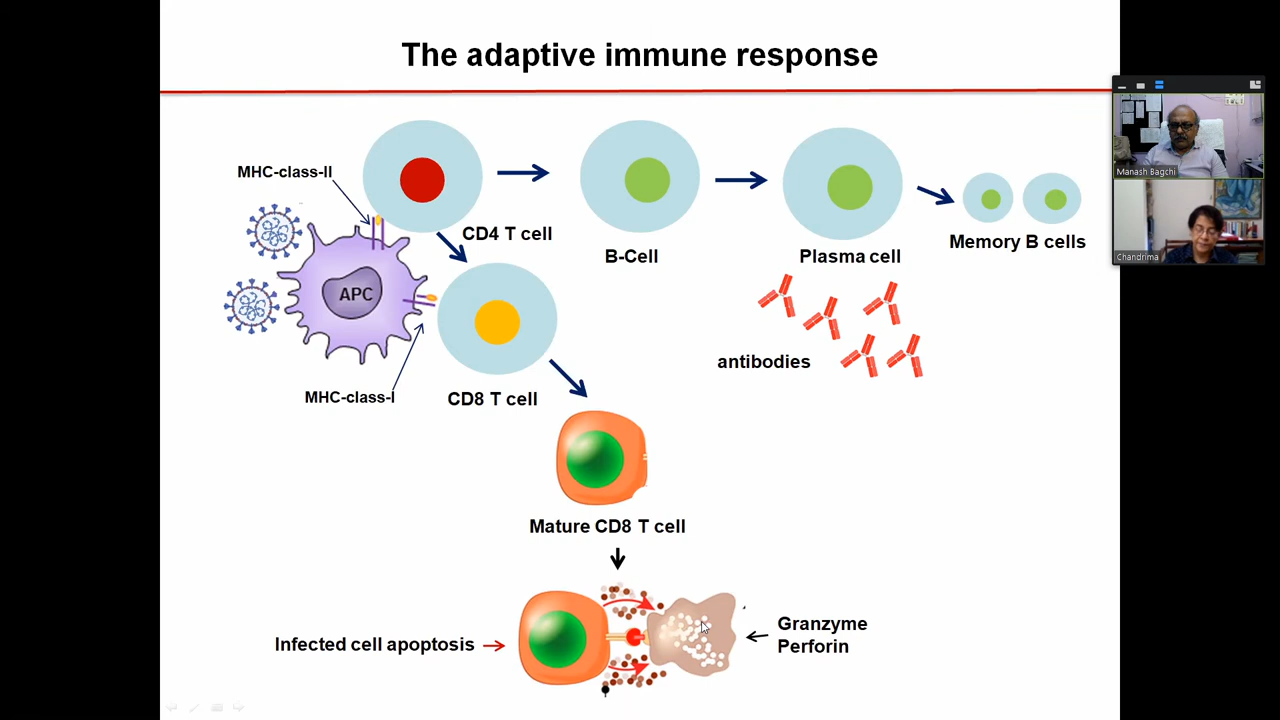 The adaptive immune response
MHC-class-II
CD4 T cell
B-Cell
Plasma cell
Memory B cells
APC
antibodies
MHC-class-I
CD8 T cell
Mature CD8 T cell
Infected cell apoptosis
Granzyme
Perforin
Manash Bagchi
Chandrima